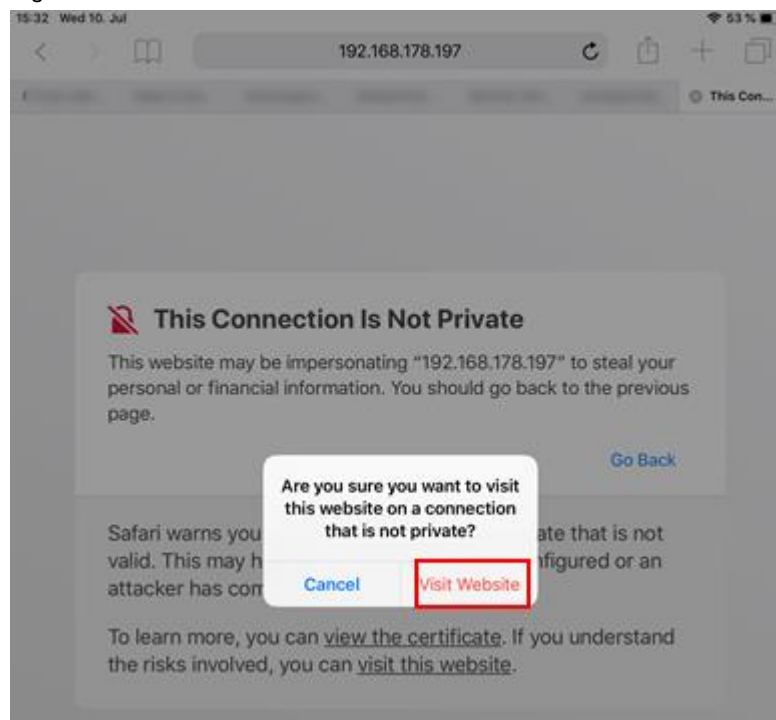 15:32 Wed 10. Jul
53 %
192.168.178.197
This Con...
This Connection Is Not Private
This website may be impersonating "192.168.178.197" to steal your
personal or financial information. You should go back to the previous
page.
Go Back
Are you sure you want to visit
this website on a connection
that is not private?
Cancel
Visit Website
Safari warns you ate that is not
valid. This may h nfigured or an
attacker has com
To learn more, you can view the certificate. If you understand
the risks involved, you can visit this website.